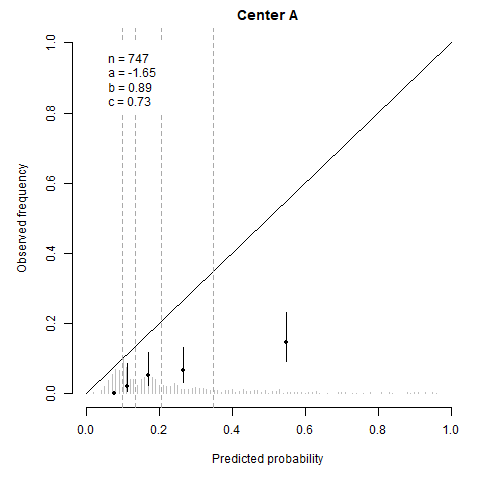 Center A
n = 747
a = -1.65
b = 0.89
c = 0.73
Observed frequency
1.0
0.8
0.6
0.4
0.2
0.0
0.0 0.2 0.4 0.6 0.8 1.0
Predicted probability